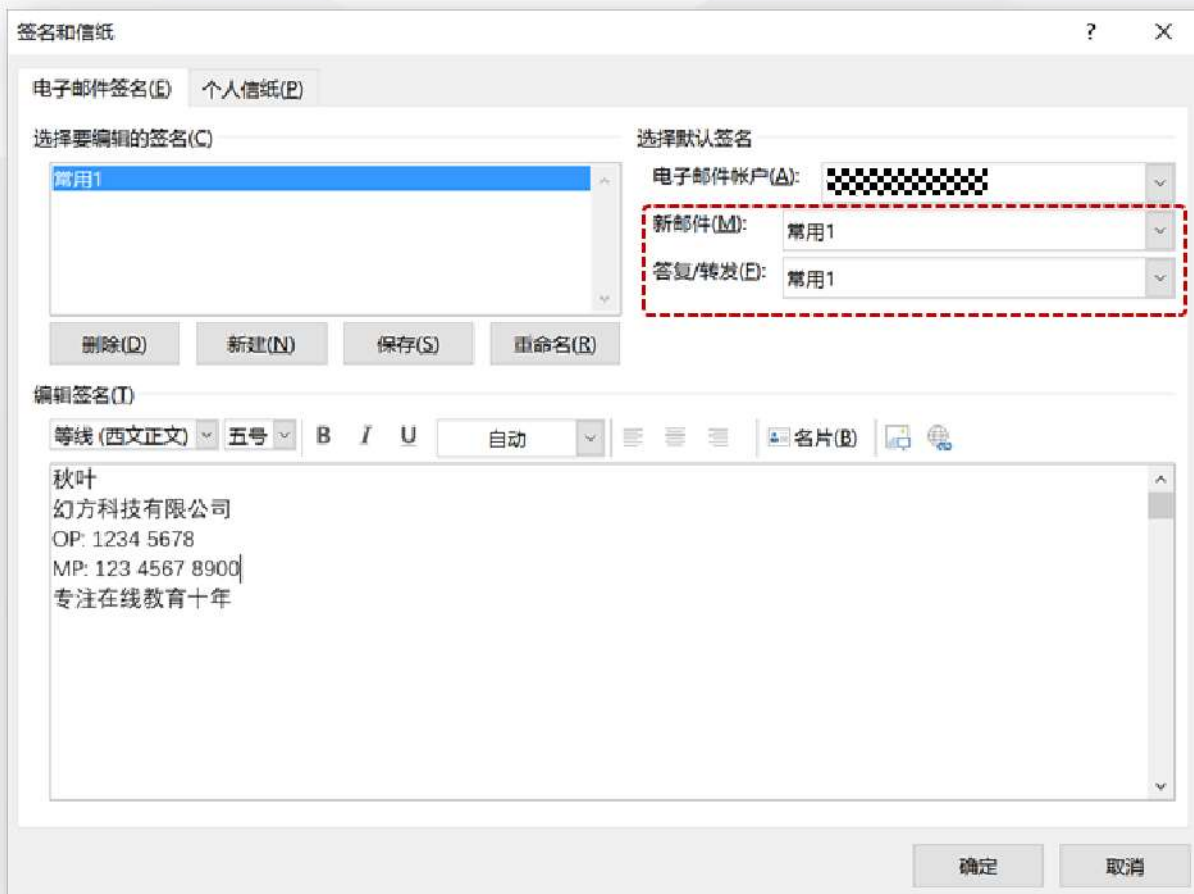 签名和信纸
电子邮件签名(E) 个人信纸(P)
选择要编辑的签名(C)
常用1
删除(D) 新建(N) 保存(S) 重命名(R)
选择默认签名
电子邮件帐户(A):
新邮件(M): 常用1
答复/转发(F): 常用1
编辑签名(T)
等线 (西文正文) 五号 B I U 自动 名片(B)
秋叶
幻方科技有限公司
OP: 1234 5678
MP: 123 4567 8900
专注在线教育十年
确定 取消